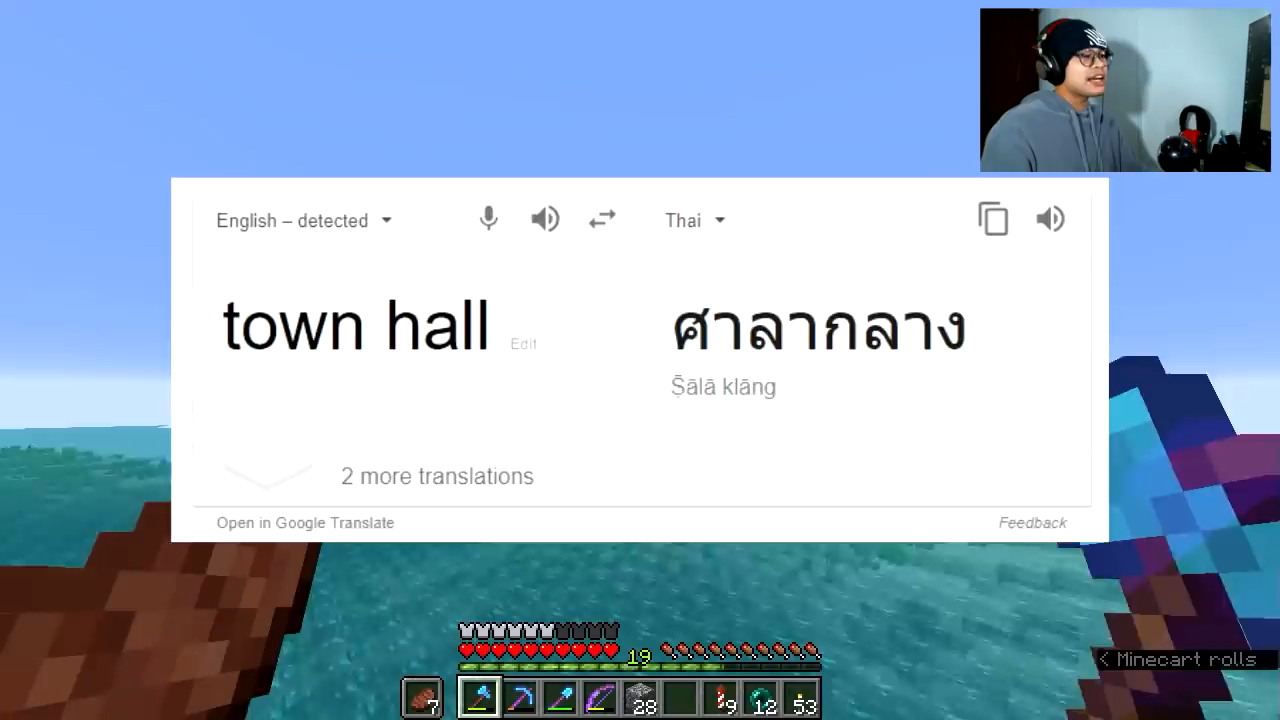 English – detected
Thai
town hall
Edit
ศาลากลาง
S̄ālā klāng
2 more translations
Open in Google Translate
Feedback
19
< Minecart rolls
7
28
9
12
53